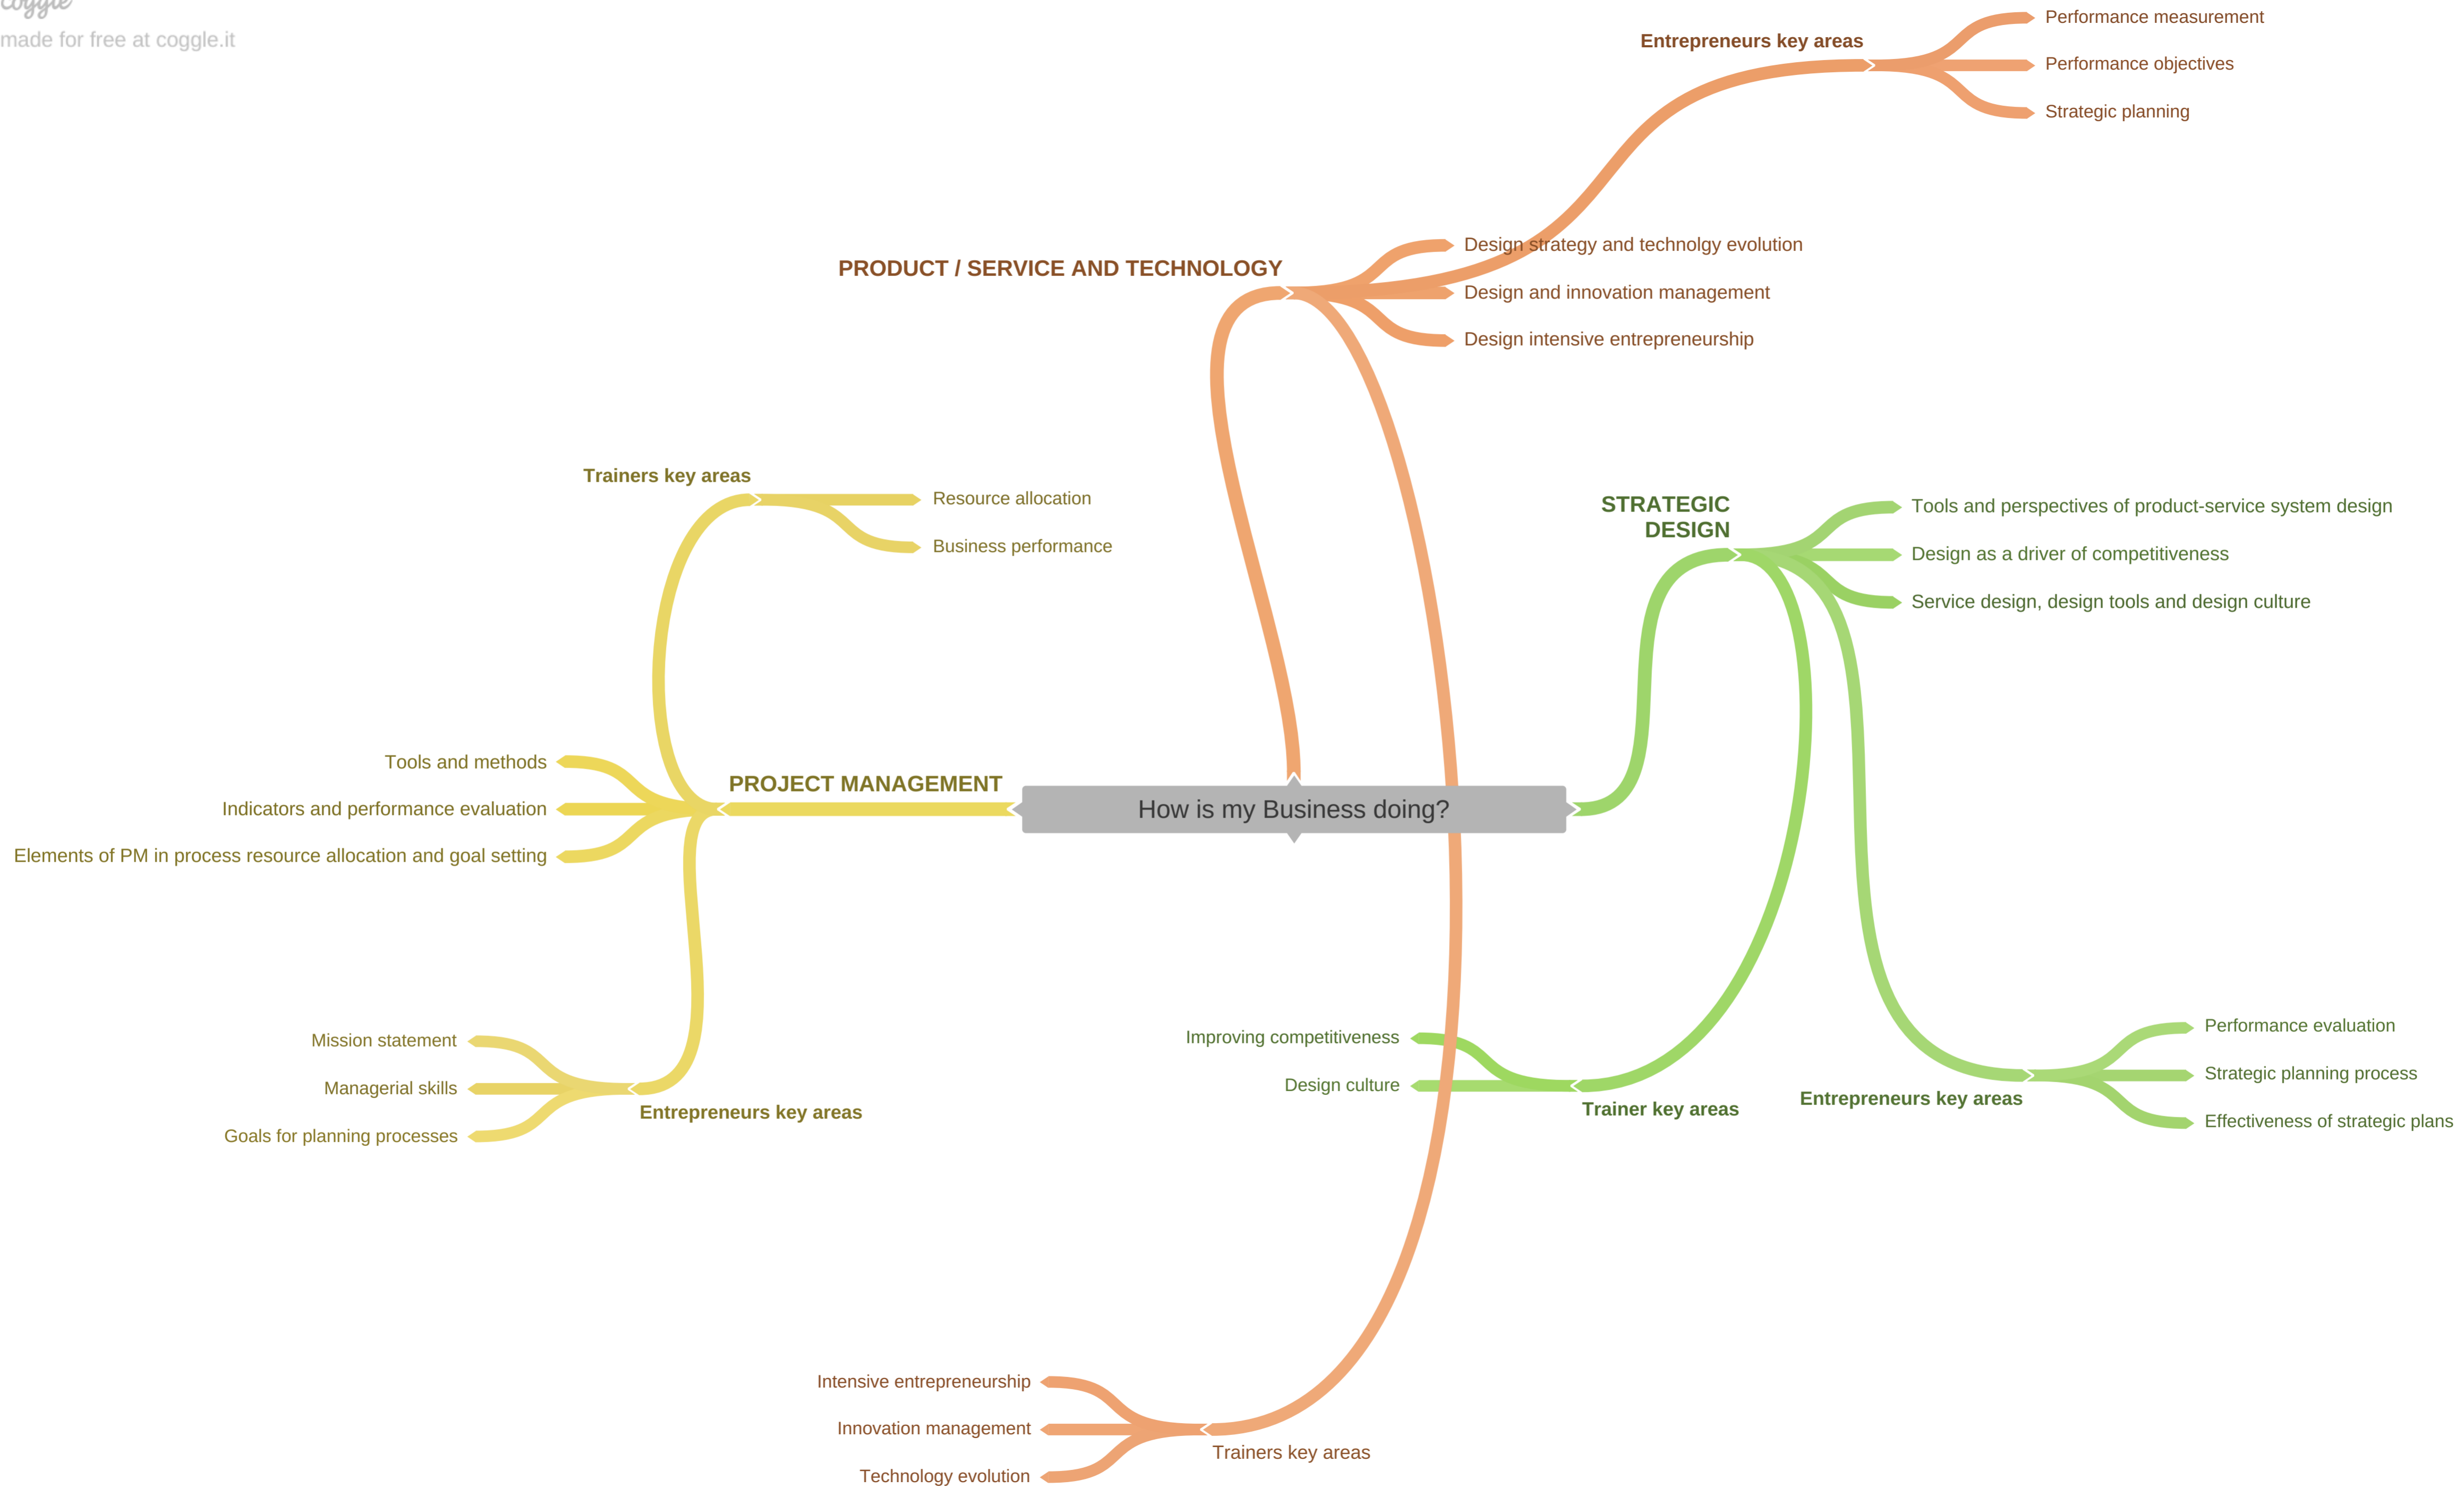 coggle
made for free at coggle.it
Entrepreneurs key areas
Performance measurement
Performance objectives
Strategic planning
PRODUCT / SERVICE AND TECHNOLOGY
Design strategy and technolgy evolution
Design and innovation management
Design intensive entrepreneurship
Trainers key areas
Resource allocation
Business performance
STRATEGIC
DESIGN
Tools and perspectives of product-service system design
Design as a driver of competitiveness
Service design, design tools and design culture
Tools and methods
Indicators and performance evaluation
Elements of PM in process resource allocation and goal setting
PROJECT MANAGEMENT
How is my Business doing?
Mission statement
Managerial skills
Goals for planning processes
Entrepreneurs key areas
Improving competitiveness
Design culture
Trainer key areas
Entrepreneurs key areas
Performance evaluation
Strategic planning process
Effectiveness of strategic plans
Intensive entrepreneurship
Innovation management
Technology evolution
Trainers key areas